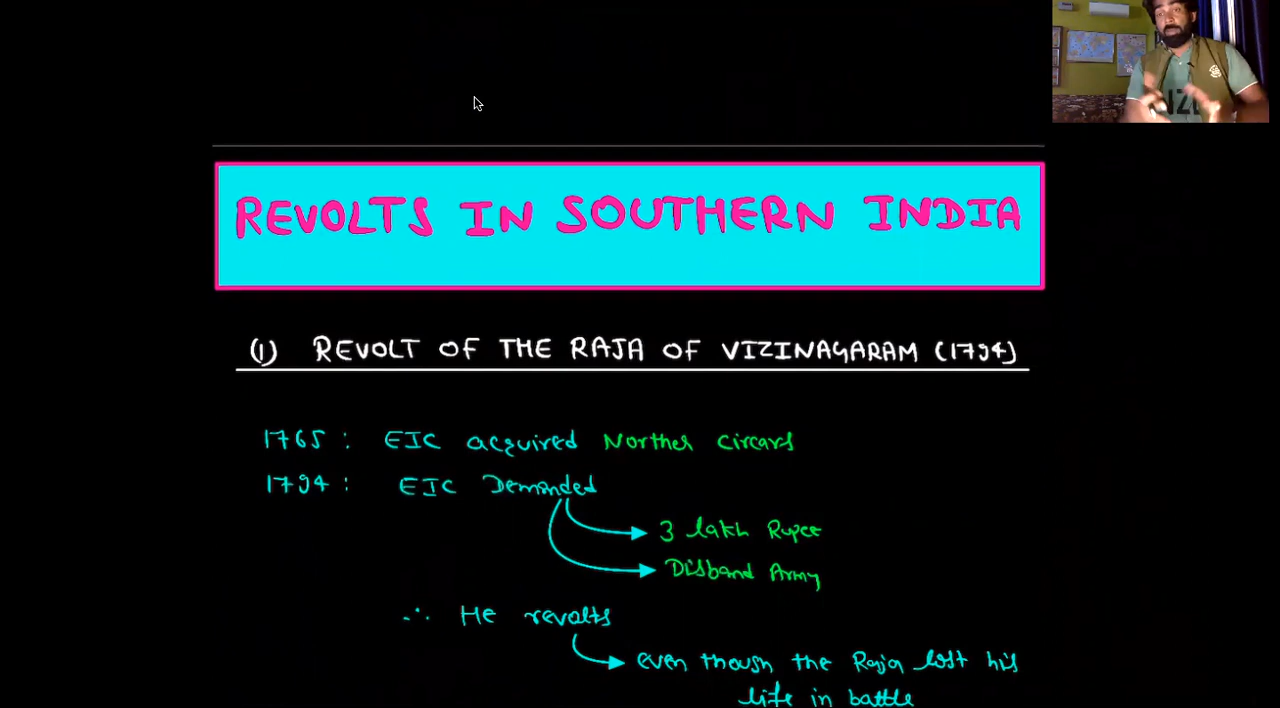 REVOLTS IN SOUTHERN INDIA
(1) REVOLT OF THE RAJA OF VIZINAGARAM (1794)
1765 : EIC acquired Norther Circars
1794 : EIC Demanded
3 lakh Rupee
Disband Army
∴ He revolts
even though the Raja lost his
life in battle